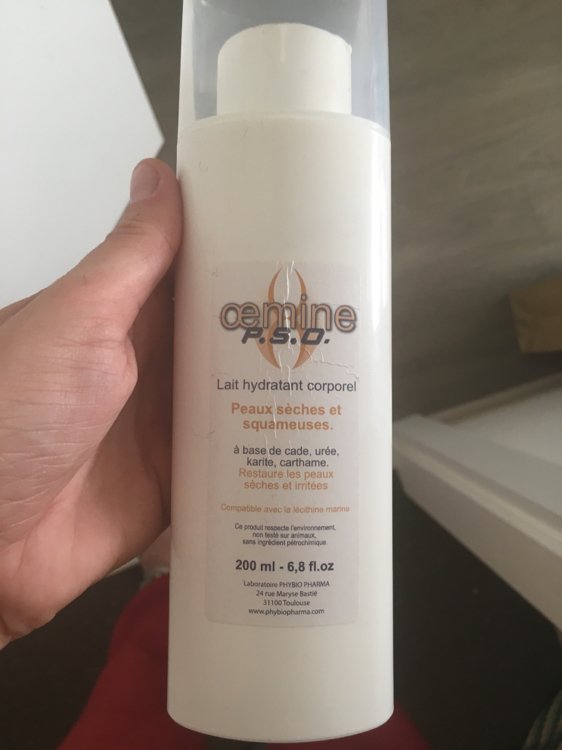 œmine
P.S.O.
Lait hydratant corporel
Peaux sèches et
squameuses.
à base de cade, urée,
karite, carthame.
Restaure les peaux
sèches et irritées
Compatible avec la lécithine marine
Ce produit respecte l'environnement,
non testé sur animaux,
sans ingrédient pétrochimique.
200 ml - 6,8 fl.oz
Laboratoire PHYBIO PHARMA
24 rue Maryse Bastié
31100 Toulouse
www.phybiopharma.com